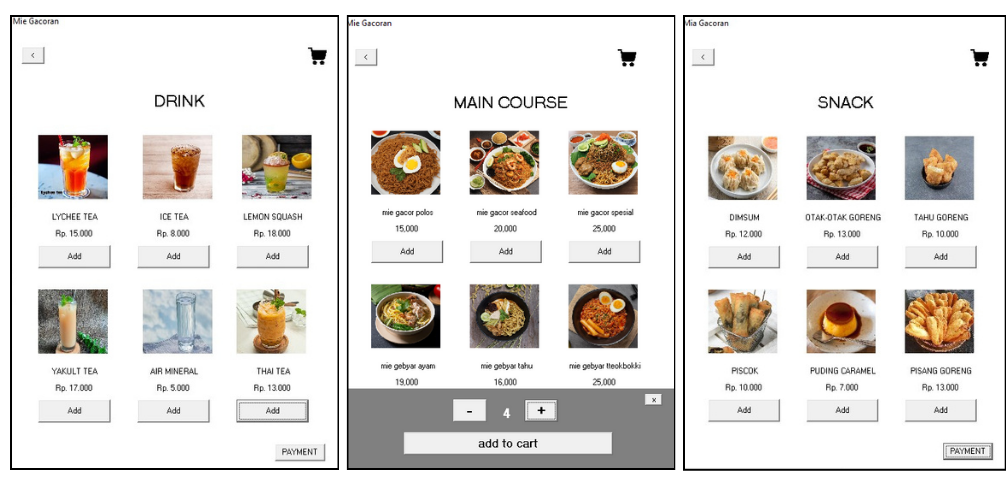 Mie Gacoran
<
DRINK
Lychee tea
LYCHEE TEA
ICE TEA
LEMON SQUASH
Rp. 15.000
Rp. 8.000
Rp. 18.000
Add
Add
Add
YAKULT TEA
AIR MINERAL
THAI TEA
Rp. 17.000
Rp. 5.000
Rp. 13.000
Add
Add
Add
PAYMENT
Mie Gacoran
<
MAIN COURSE
mie gacor polos
mie gacor seafood
mie gacor spesial
15,000
20,000
25,000
Add
Add
Add
mie gebyar ayam
mie gebyar tahu
mie gebyar tteokbokki
19,000
16,000
25,000
x
- 4 +
add to cart
Mia Gacoran
<
SNACK
DIMSUM
OTAK-OTAK GORENG
TAHU GORENG
Rp. 12.000
Rp. 13.000
Rp. 10.000
Add
Add
Add
PISCOK
PUDING CARAMEL
PISANG GORENG
Rp. 10.000
Rp. 7.000
Rp. 13.000
Add
Add
Add
PAYMENT